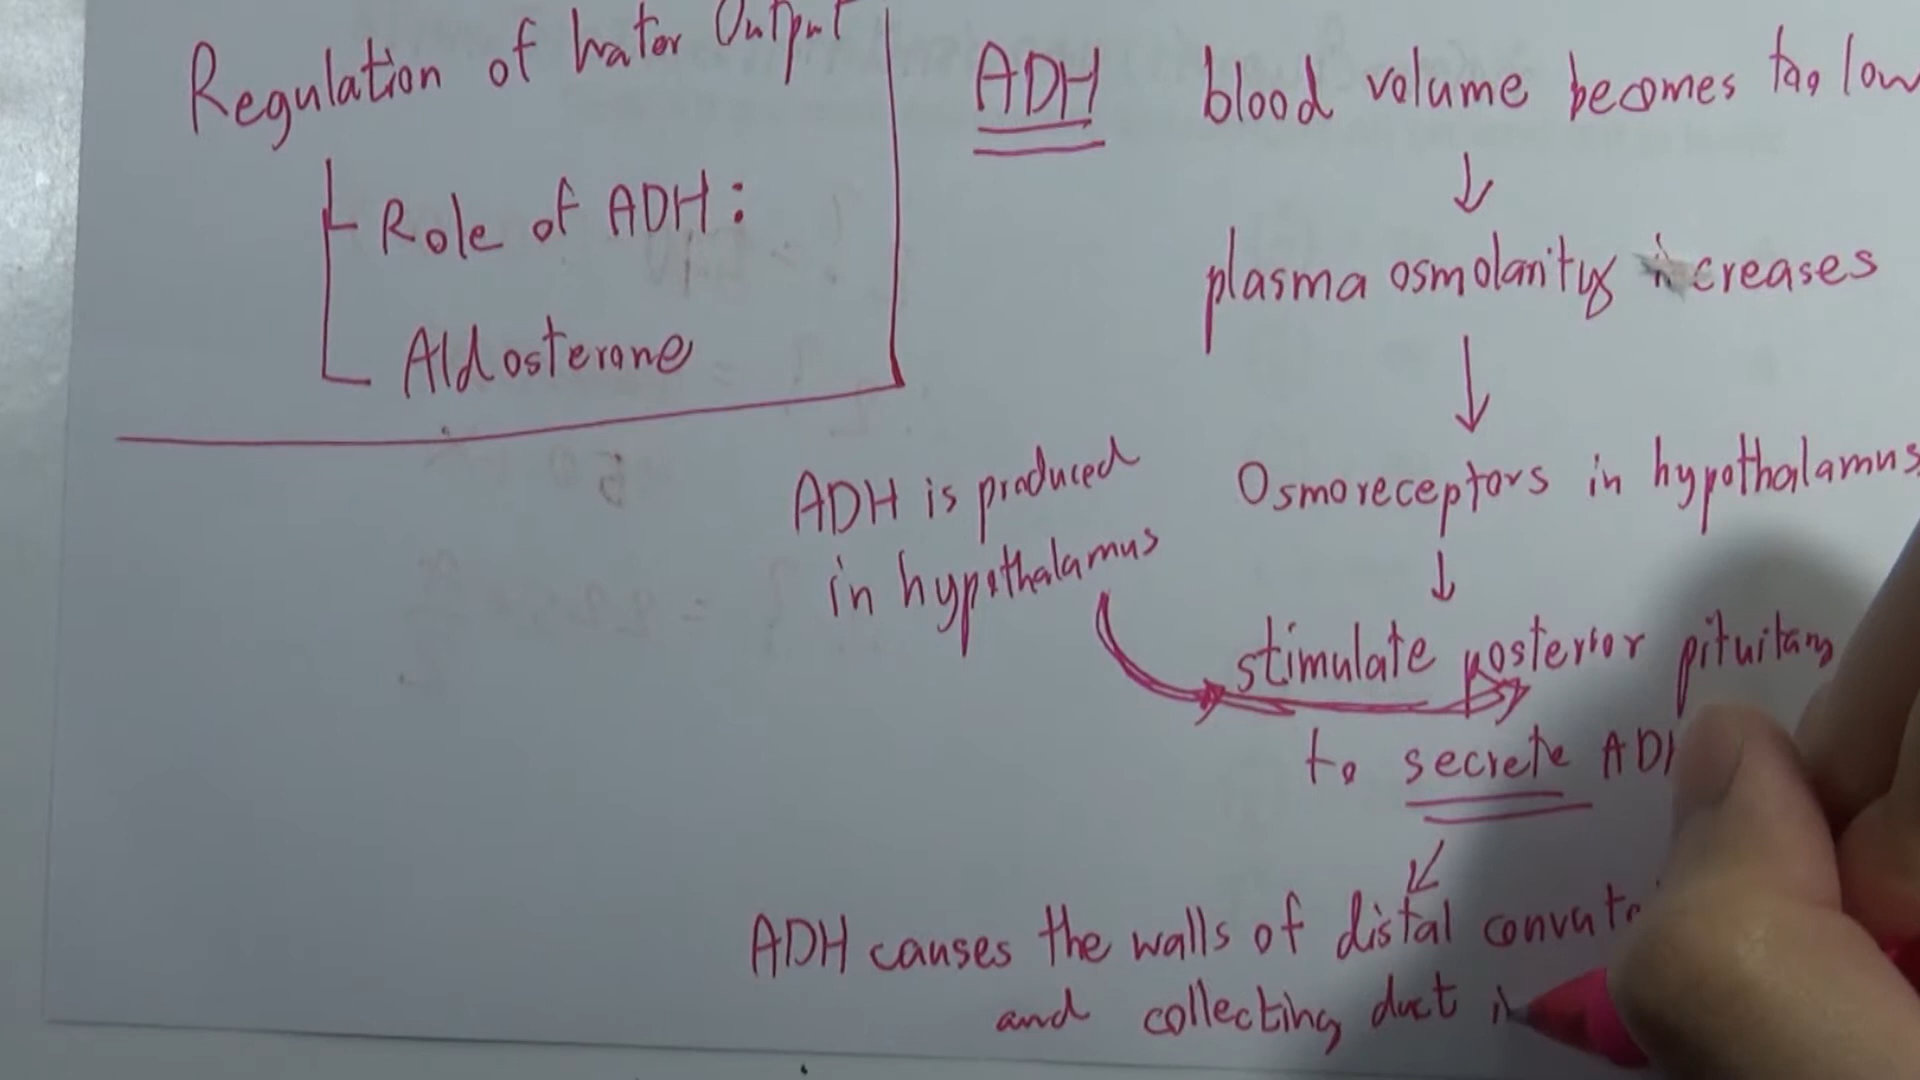 Regulation of Water Output
Role of ADH:
Aldosterone
ADH
blood volume becomes too low
plasma osmolarity increases
Osmoreceptors in hypothalamus
ADH is produced
in hypothalamus
stimulate posterior pituitary
to secrete ADH
ADH causes the walls of distal
and collecting duct